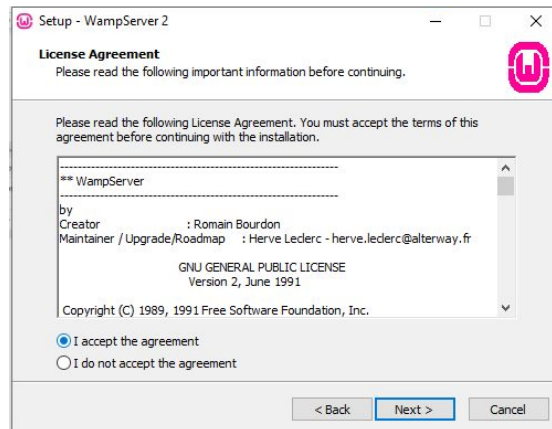 Setup - WampServer 2
License Agreement
Please read the following important information before continuing.
Please read the following License Agreement. You must accept the terms of this
agreement before continuing with the installation.
----------------------------------------------------------------
** WampServer
----------------------------------------------------------------
by
Creator : Romain Bourdon
Maintainer / Upgrade/Roadmap : Herve Leclerc - herve.leclerc@alterway.fr
GNU GENERAL PUBLIC LICENSE
Version 2, June 1991
Copyright (C) 1989, 1991 Free Software Foundation, Inc.
I accept the agreement
I do not accept the agreement
< Back Next > Cancel